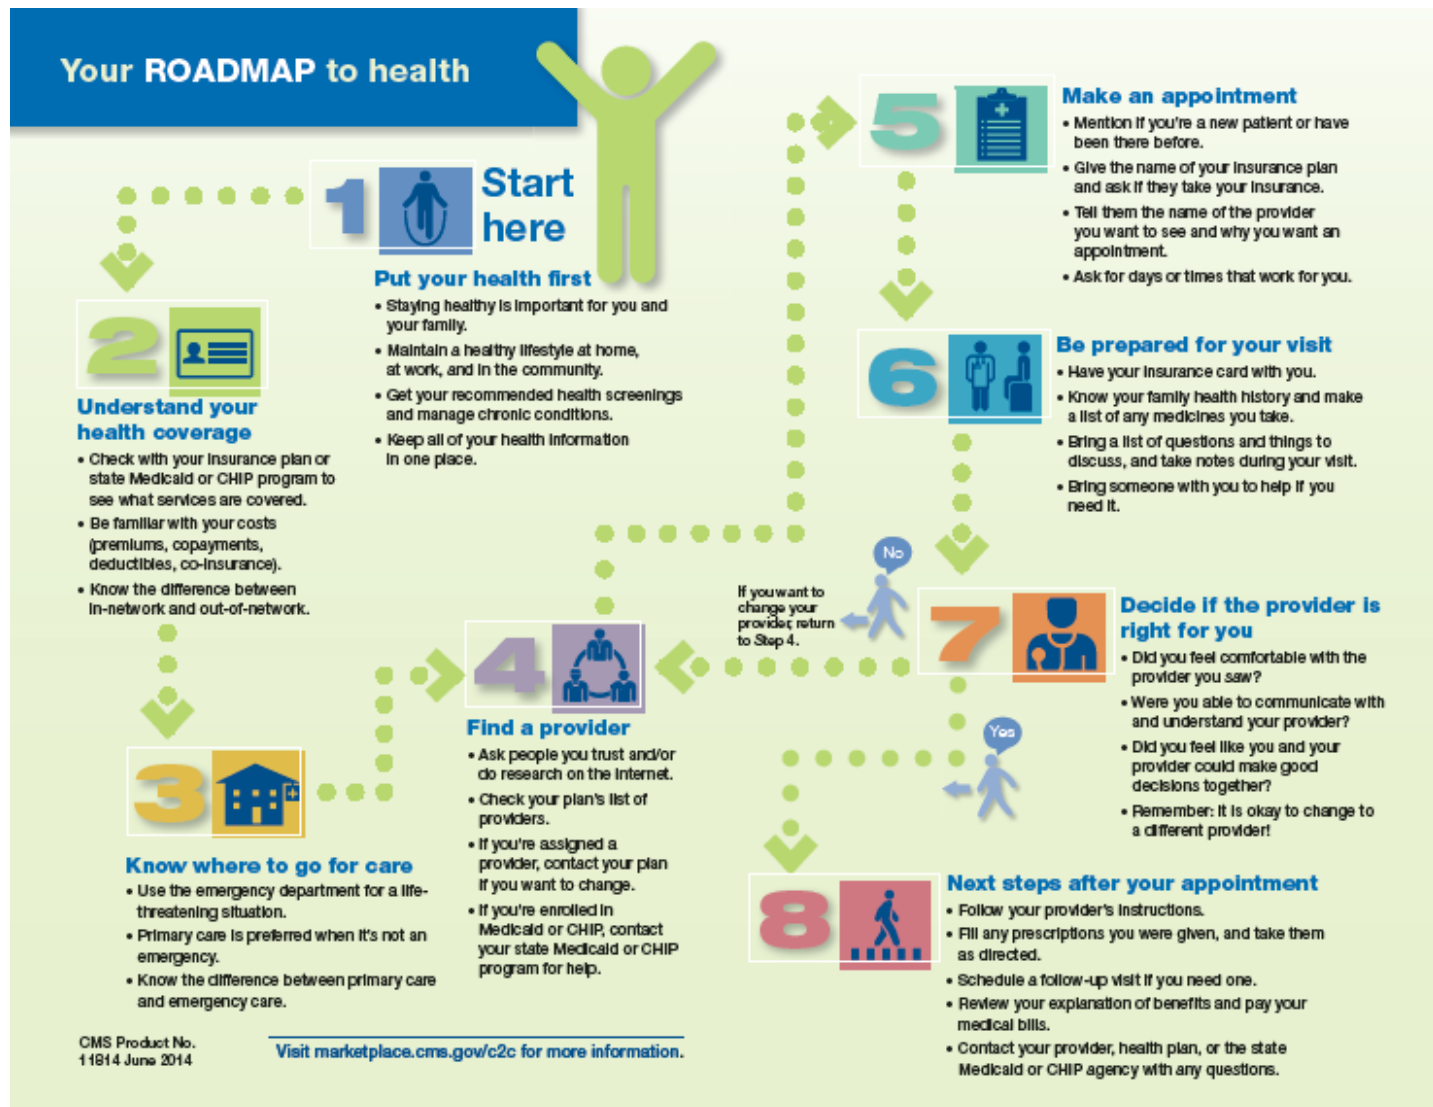 Your ROADMAP to health
1
Start
here
Put your health first
• Staying healthy is important for you and
your family.
• Maintain a healthy lifestyle at home,
at work, and in the community.
• Get your recommended health screenings
and manage chronic conditions.
• Keep all of your health information
in one place.
2
Understand your
health coverage
• Check with your insurance plan or
state Medicaid or CHIP program to
see what services are covered.
• Be familiar with your costs
(premiums, copayments,
deductibles, co-insurance).
• Know the difference between
in-network and out-of-network.
3
Know where to go for care
• Use the emergency department for a life-
threatening situation.
• Primary care is preferred when it's not an
emergency.
• Know the difference between primary care
and emergency care.
4
Find a provider
• Ask people you trust and/or
do research on the internet.
• Check your plan's list of
providers.
• If you're assigned a
provider, contact your plan
if you want to change.
• If you're enrolled in
Medicaid or CHIP, contact
your state Medicaid or CHIP
program for help.
5
Make an appointment
• Mention if you're a new patient or have
been there before.
• Give the name of your insurance plan
and ask if they take your insurance.
• Tell them the name of the provider
you want to see and why you want an
appointment.
• Ask for days or times that work for you.
6
Be prepared for your visit
• Have your insurance card with you.
• Know your family health history and make
a list of any medicines you take.
• Bring a list of questions and things to
discuss, and take notes during your visit.
• Bring someone with you to help if you
need it.
7
Decide if the provider is
right for you
• Did you feel comfortable with the
provider you saw?
• Were you able to communicate with
and understand your provider?
• Did you feel like you and your
provider could make good
decisions together?
• Remember: it is okay to change to
a different provider!
No
If you want to
change your
provider, return
to Step 4.
Yes
8
Next steps after your appointment
• Follow your provider's instructions.
• Fill any prescriptions you were given, and take them
as directed.
• Schedule a follow-up visit if you need one.
• Review your explanation of benefits and pay your
medical bills.
• Contact your provider, health plan, or the state
Medicaid or CHIP agency with any questions.
CMS Product No.
11814 June 2014
Visit marketplace.cms.gov/c2c for more information.